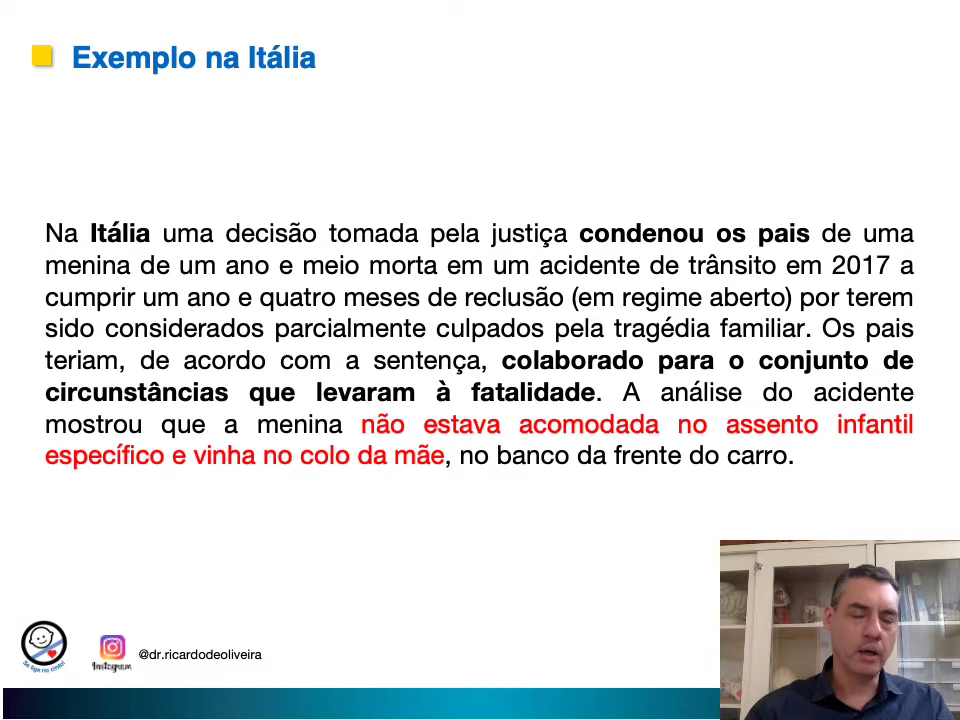 Exemplo na Itália
Na Itália uma decisão tomada pela justiça condenou os pais de uma
menina de um ano e meio morta em um acidente de trânsito em 2017 a
cumprir um ano e quatro meses de reclusão (em regime aberto) por terem
sido considerados parcialmente culpados pela tragédia familiar. Os pais
teriam, de acordo com a sentença, colaborado para o conjunto de
circunstâncias que levaram à fatalidade. A análise do acidente
mostrou que a menina não estava acomodada no assento infantil
específico e vinha no colo da mãe, no banco da frente do carro.
Se lige no cinto!
Instagram
@dr.ricardodeoliveira